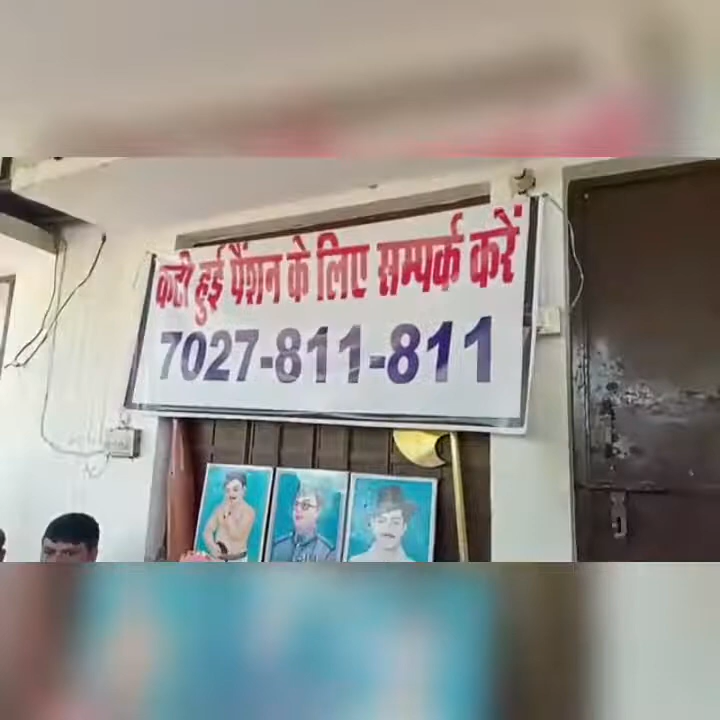 कटी हुई पैंशन के लिए सम्पर्क करें
7027-811-811